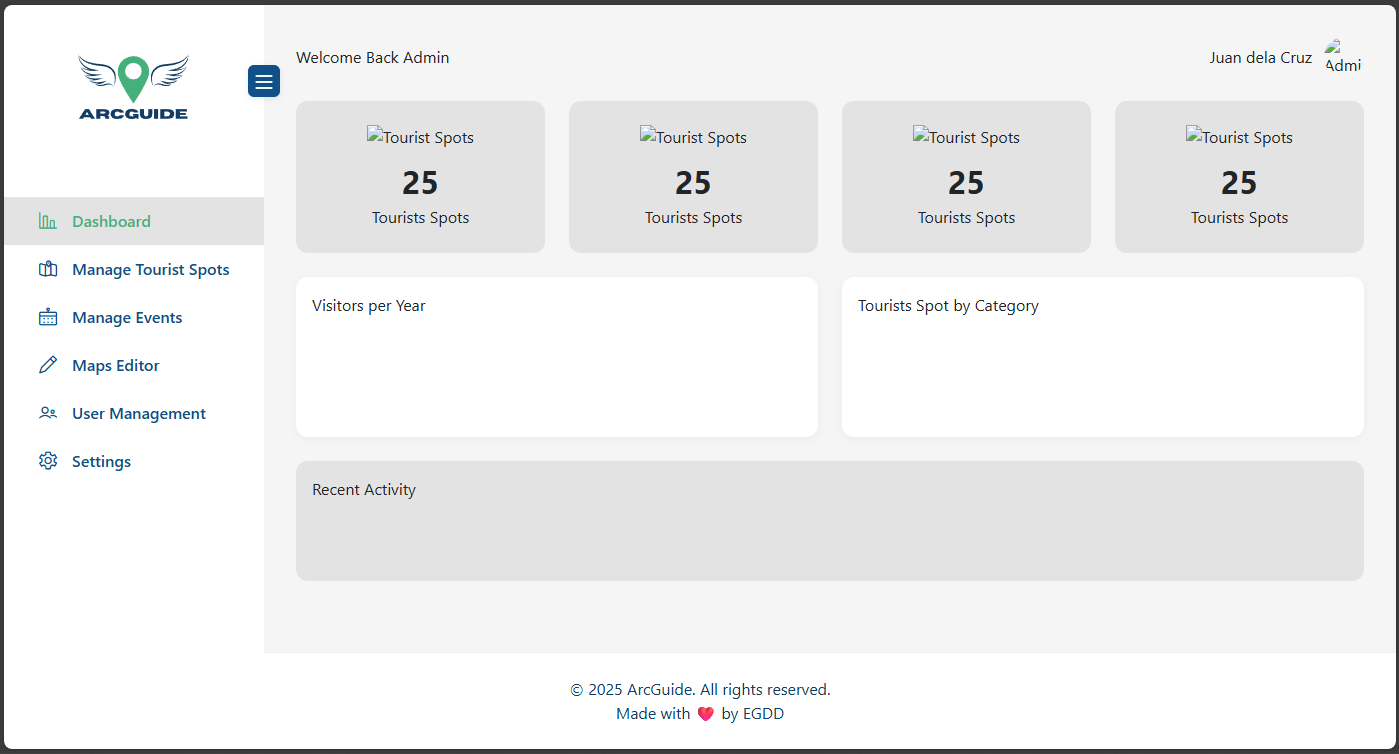 ARCGUIDE
Dashboard
Manage Tourist Spots
Manage Events
Maps Editor
User Management
Settings
Welcome Back Admin
Juan dela Cruz
Admi
Tourist Spots
25
Tourists Spots
Tourist Spots
25
Tourists Spots
Tourist Spots
25
Tourists Spots
Tourist Spots
25
Tourists Spots
Visitors per Year
Tourists Spot by Category
Recent Activity
© 2025 ArcGuide. All rights reserved.
Made with ❤️ by EGDD